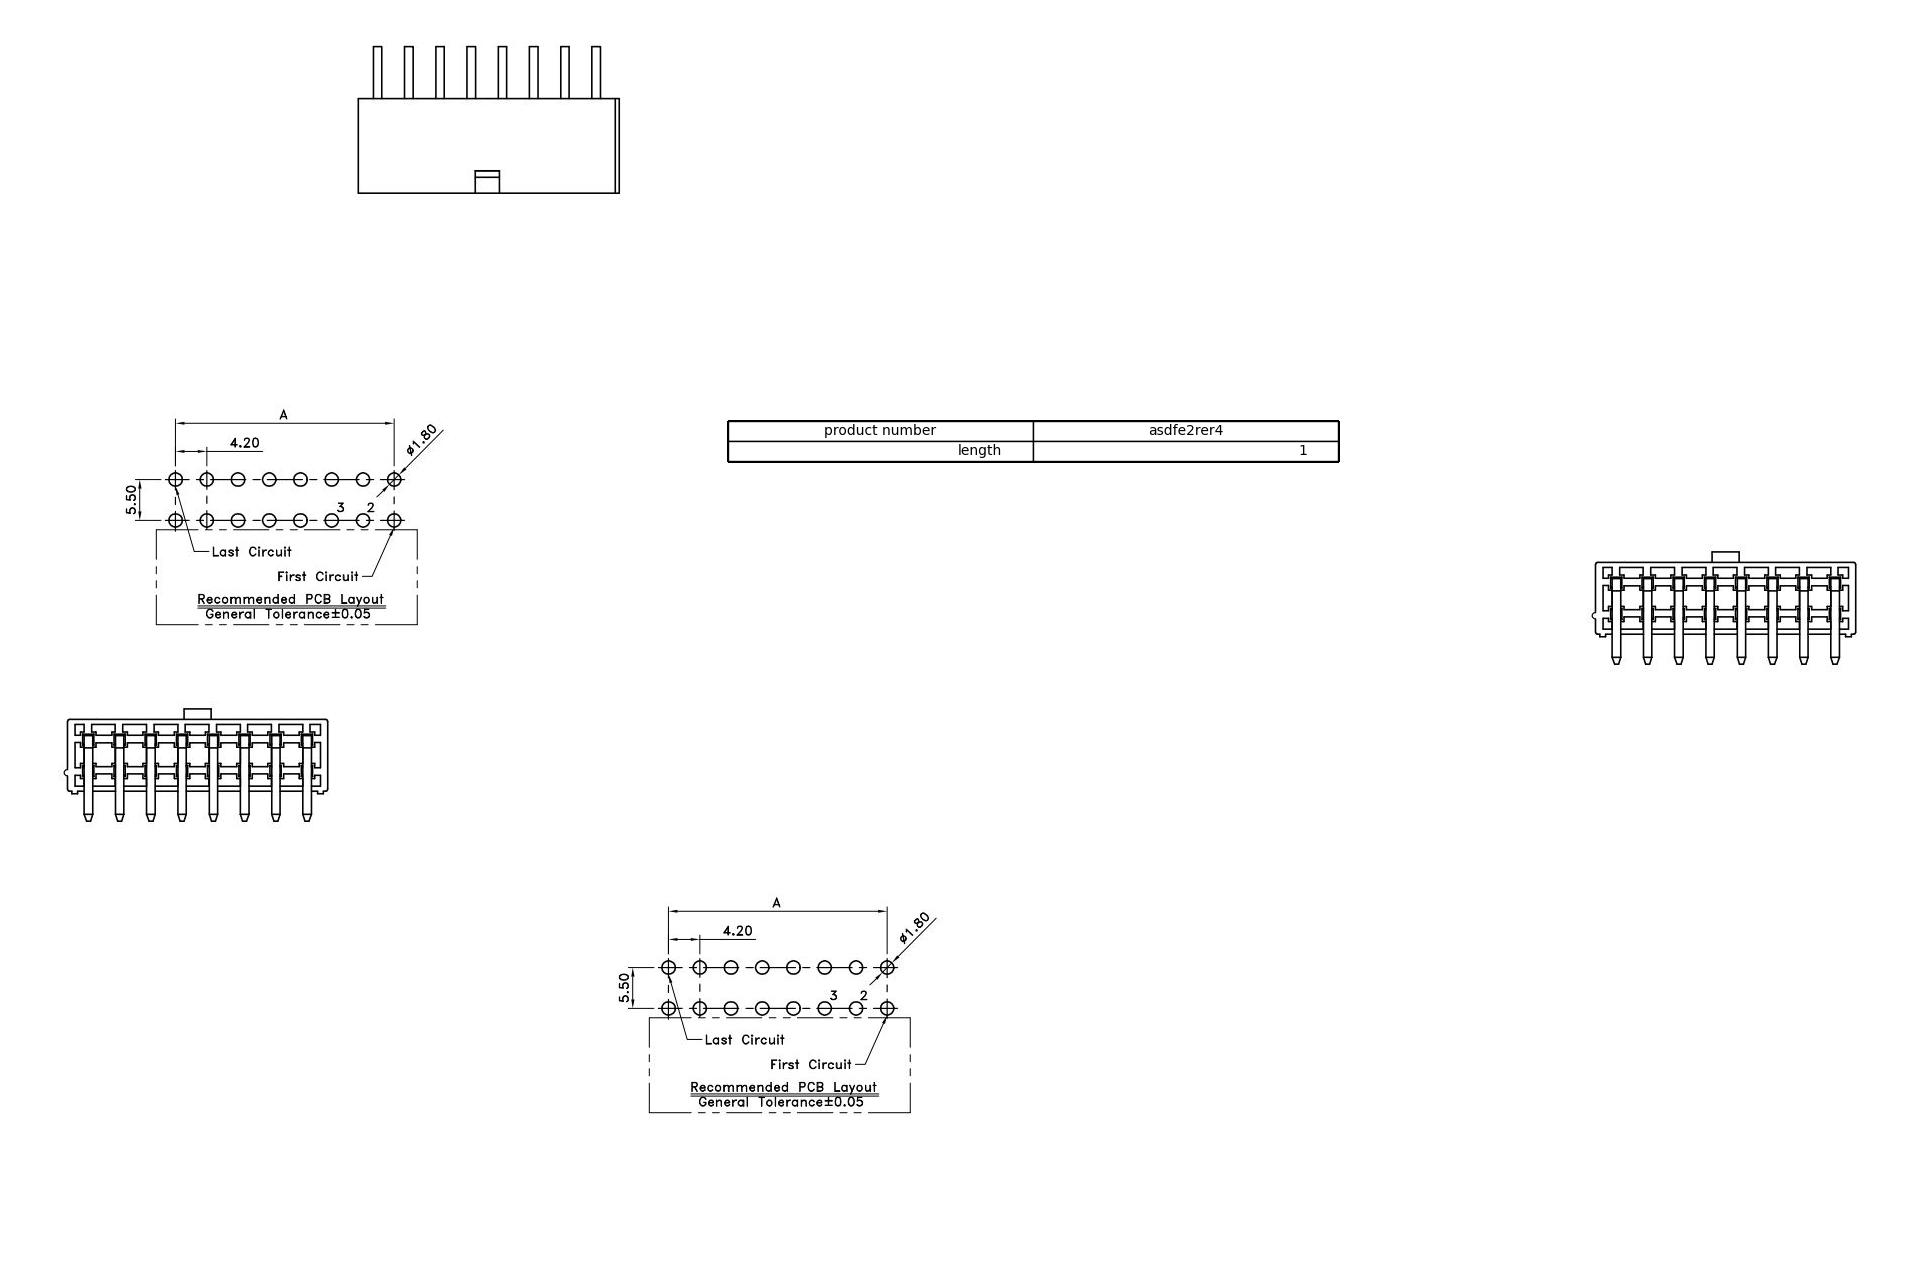 A
4.20
ø1.80
5.50
3 2
Last Circuit
First Circuit
Recommended PCB Layout
General Tolerance±0.05
product number asdfe2rer4
length 1
A
4.20
ø1.80
5.50
3 2
Last Circuit
First Circuit
Recommended PCB Layout
General Tolerance±0.05